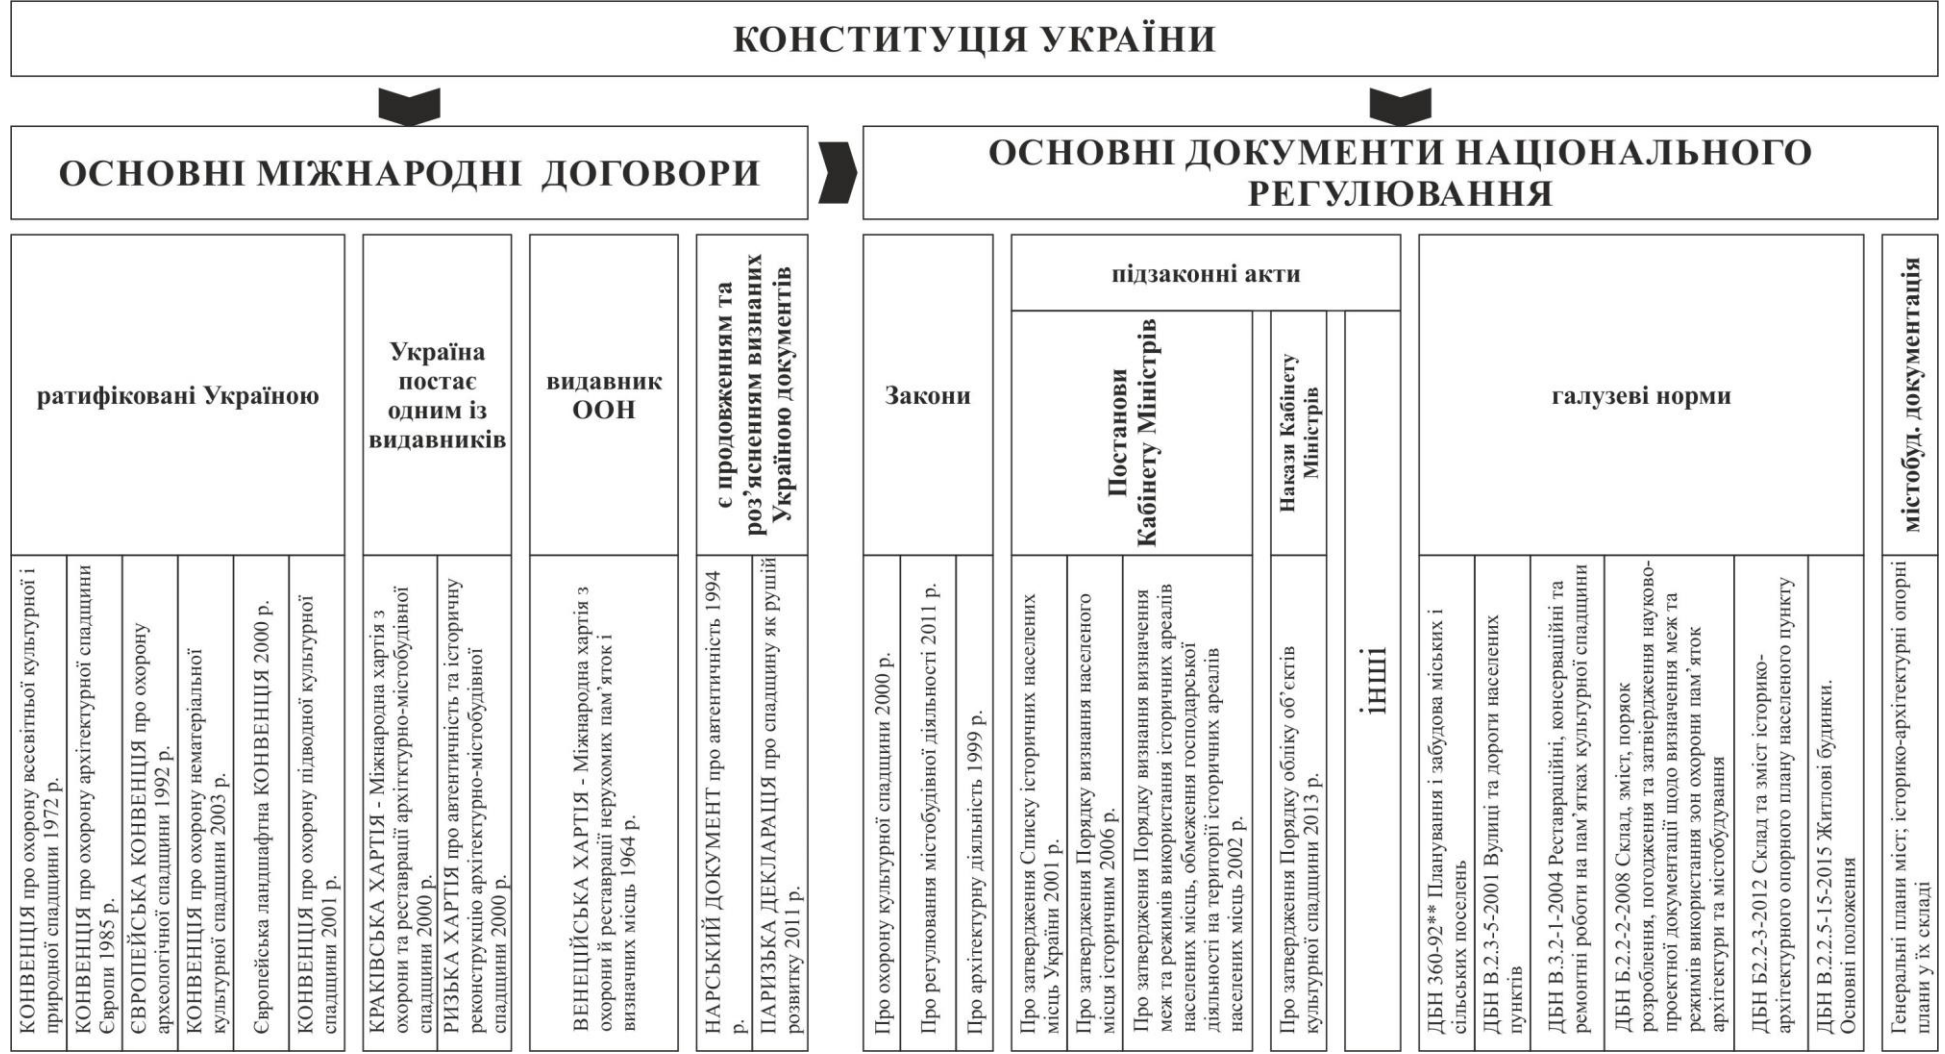 КОНСТИТУЦІЯ УКРАЇНИ
ОСНОВНІ МІЖНАРОДНІ ДОГОВОРИ
ОСНОВНІ ДОКУМЕНТИ НАЦІОНАЛЬНОГО
РЕГУЛЮВАННЯ
ратифіковані Україною
КОНВЕНЦІЯ про охорону всесвітньої культурної і
природної спадщини 1972 р.
КОНВЕНЦІЯ про охорону архітектурної спадщини
Європи 1985 р.
ЄВРОПЕЙСЬКА КОНВЕНЦІЯ про охорону
археологічної спадщини 1992 р.
КОНВЕНЦІЯ про охорону нематеріальної
культурної спадщини 2003 р.
Європейська ландшафтна КОНВЕНЦІЯ 2000 р.
КОНВЕНЦІЯ про охорону підводної культурної
спадщини 2001 р.
Україна
постає
одним із
видавників
КРАКІВСЬКА ХАРТІЯ - Міжнародна хартія з
охорони та реставрації архітктурно-містобудівної
спадщини 2000 р.
РИЗЬКА ХАРТІЯ про автентичність та історичну
реконструкцію архітектурно-містобудівної
спадщини 2000 р.
видавник
ООН
ВЕНЕЦІЙСЬКА ХАРТІЯ - Міжнародна хартія з
охорони й реставрації нерухомих пам’яток і
визначних місць 1964 р.
є продовженням та
роз’ясненням визнаних
Україною документів
НАРСЬКИЙ ДОКУМЕНТ про автентичність 1994
р.
ПАРИЗЬКА ДЕКЛАРАЦІЯ про спадщину як рушій
розвитку 2011 р.
Закони
Про охорону культурної спадщини 2000 р.
Про регулювання містобудівної діяльності 2011 р.
Про архітектурну діяльність 1999 р.
підзаконні акти
Постанови
Кабінету Міністрів
Про затвердження Списку історичних населених
місць України 2001 р.
Про затвердження Порядку визнання населеного
місця історичним 2006 р.
Про затвердження Порядку визнання визначення
меж та режимів використання історичних ареалів
населених місць, обмеження господарської
діяльності на території історичних ареалів
населених місць 2002 р.
Накази Кабінету
Міністрів
Про затвердження Порядку обліку об’єктів
культурної спадщини 2013 р.
інші
галузеві норми
ДБН 360-92** Планування і забудова міських і
сільських поселень
ДБН В.2.3-5-2001 Вулиці та дороги населених
пунктів
ДБН В.3.2-1-2004 Реставраційні, консерваційні та
ремонтні роботи на пам’ятках культурної спадщини
ДБН Б.2.2-2-2008 Склад, зміст, порярок
розроблення, погодження та затвердження науково-
проектної документації щодо визначення меж та
режимів використання зон охорони пам’яток
архітектури та містобудування
ДБН Б2.2-3-2012 Склад та зміст історико-
архітектурного опорного плану населеного пункту
ДБН В.2.2.5-15-2015 Житлові будинки.
Основні положення
містобуд. документація
Генеральні плани міст; історико-архітектурні опорні
плани у їх складі